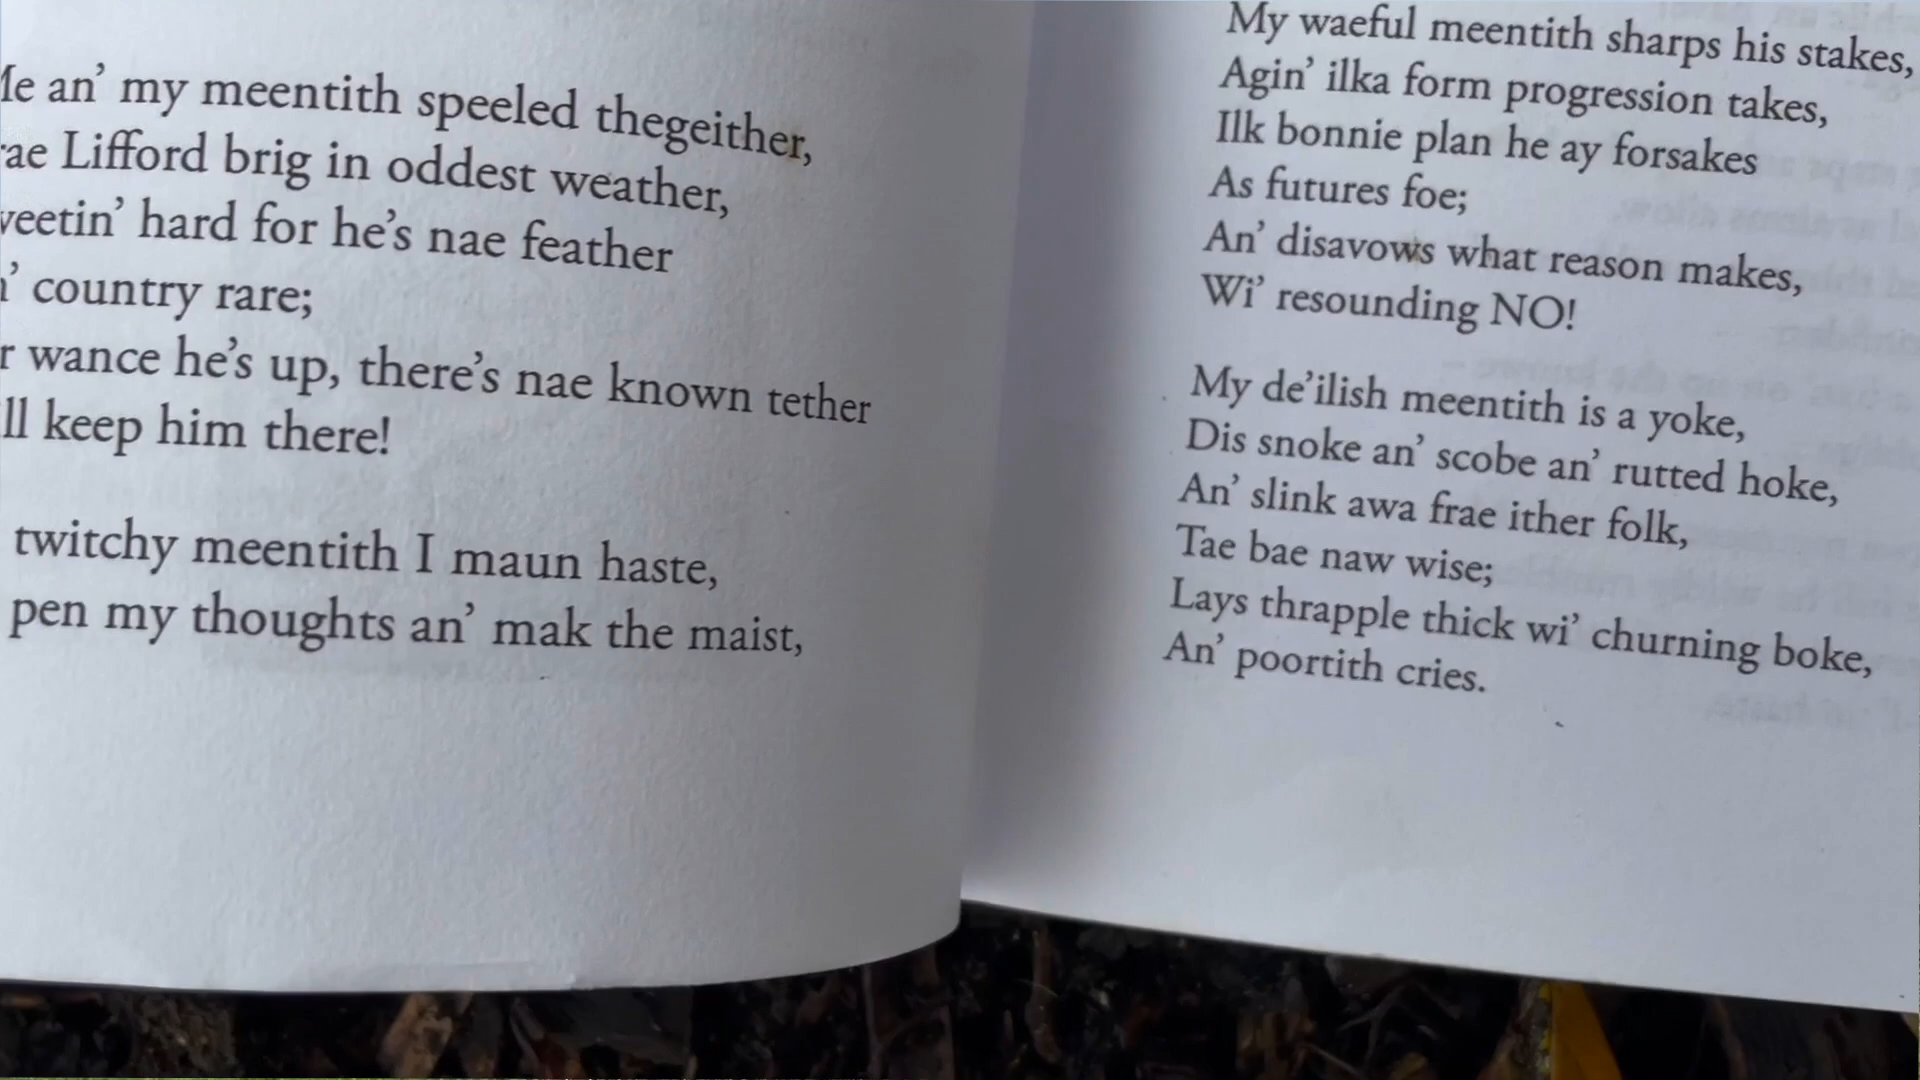 an' my meentith speeled thegeither,
Lifford brig in oddest weather,
hard for he's nae feather
country rare;
wance he's up, there's nae known tether
keep him there!
twitchy meentith I maun haste,
pen my thoughts an' mak the maist,
My waeful meentith sharps his stakes,
Agin' ilka form progression takes,
Ilk bonnie plan he ay forsakes
As futures foe;
An' disavows what reason makes,
Wi' resounding NO!
My de'ilish meentith is a yoke,
Dis snoke an' scobe an' rutted hoke,
An' slink awa frae ither folk,
Tae bae naw wise;
Lays thrapple thick wi' churning boke,
An' poortith cries.